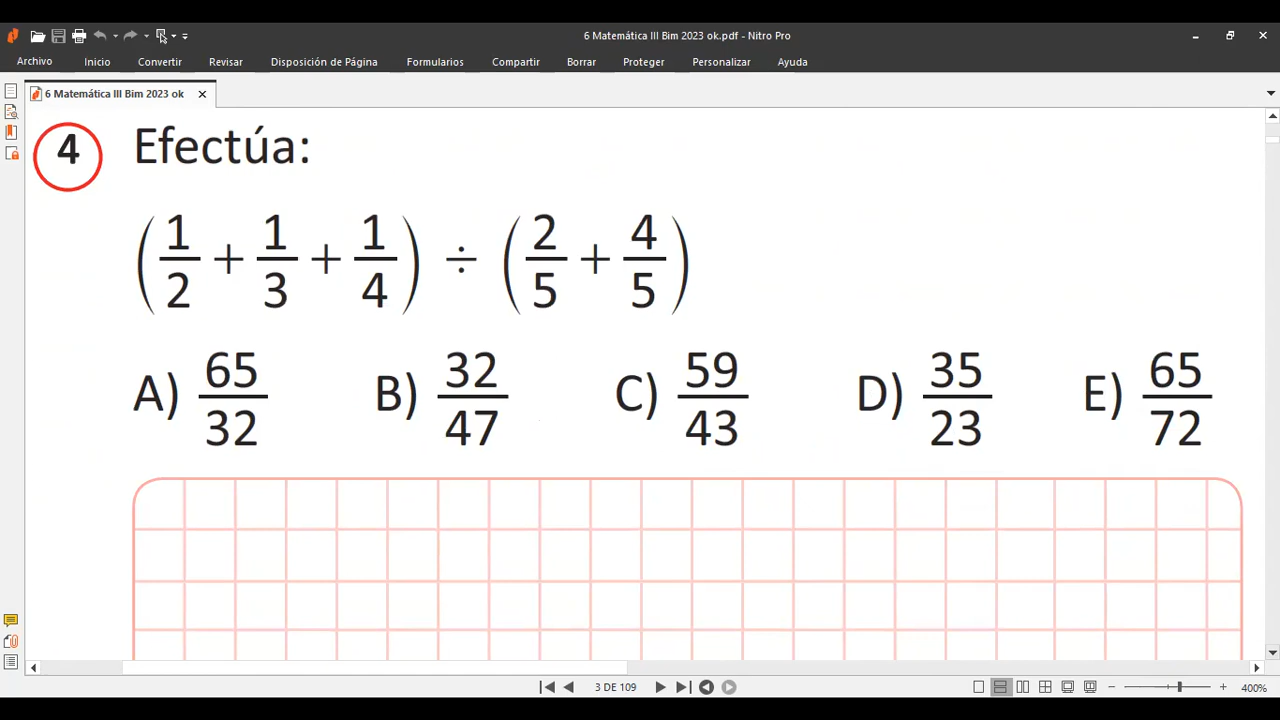 6 Matemática III Bim 2023 ok.pdf - Nitro Pro
Archivo Inicio Convertir Revisar Disposición de Página Formularios Compartir Borrar Proteger Personalizar Ayuda
6 Matemática III Bim 2023 ok
4 Efectúa:
(1/2 + 1/3 + 1/4) ÷ (2/5 + 4/5)
A) 65/32 B) 32/47 C) 59/43 D) 35/23 E) 65/72
3 DE 109
400%